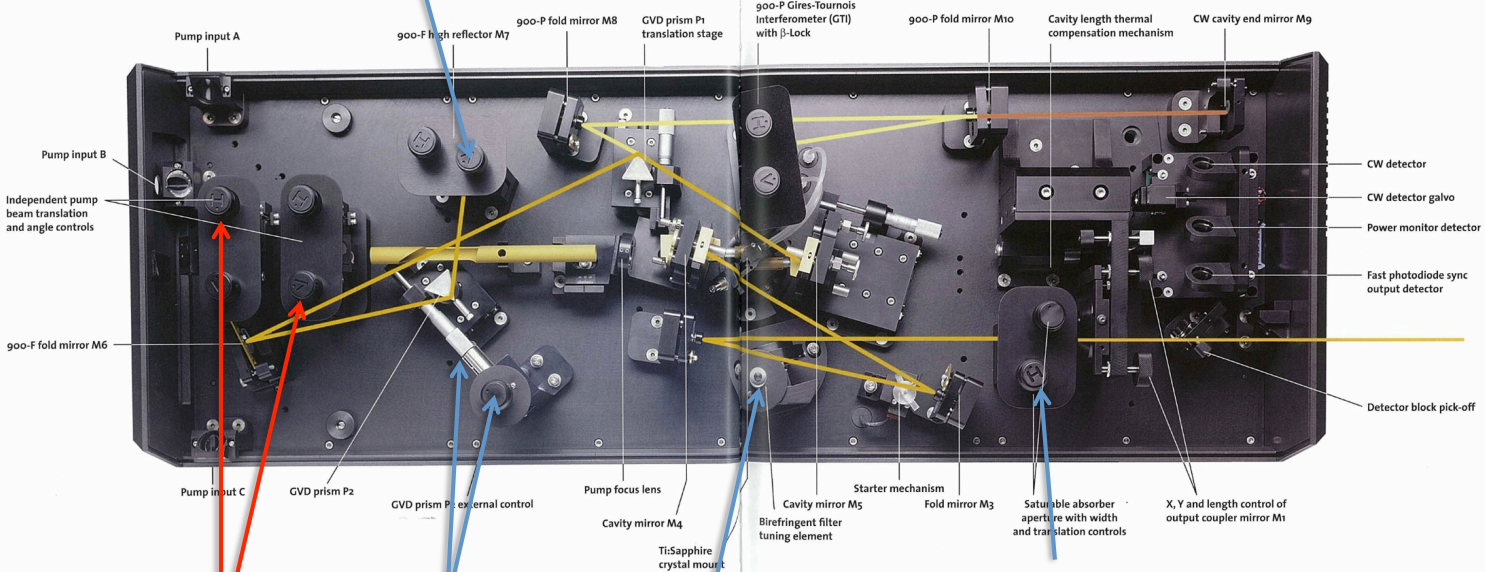 900-P fold mirror M8
GVD prism P1
translation stage
900-P Gires-Tournois
Interferometer (GTI)
with β-Lock
900-P fold mirror M10
Cavity length thermal
compensation mechanism
CW cavity end mirror M9
Pump input A
900-F high reflector M7
Pump input B
Independent pump
beam translation
and angle controls
CW detector
CW detector galvo
Power monitor detector
Fast photodiode sync
output detector
900-F fold mirror M6
Detector block pick-off
Pump input C
GVD prism P2
GVD prism P2 external control
Pump focus lens
Cavity mirror M4
Ti:Sapphire
crystal mount
Birefringent filter
tuning element
Cavity mirror M5
Starter mechanism
Fold mirror M3
Saturable absorber
aperture with width
and translation controls
X, Y and length control of
output coupler mirror M1